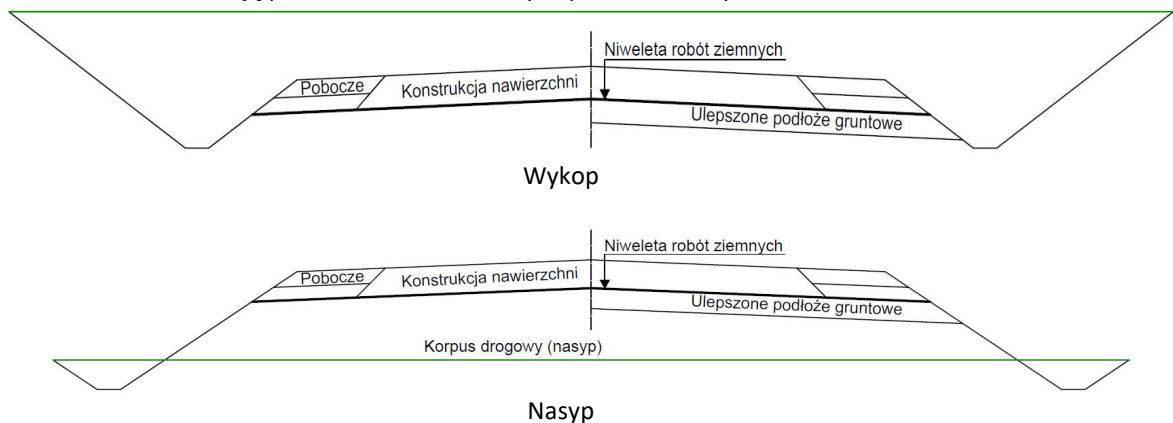 Niweleta robót ziemnych
Pobocze
Konstrukcja nawierzchni
Ulepszone podłoże gruntowe
Wykop
Niweleta robót ziemnych
Pobocze
Konstrukcja nawierzchni
Ulepszone podłoże gruntowe
Korpus drogowy (nasyp)
Nasyp